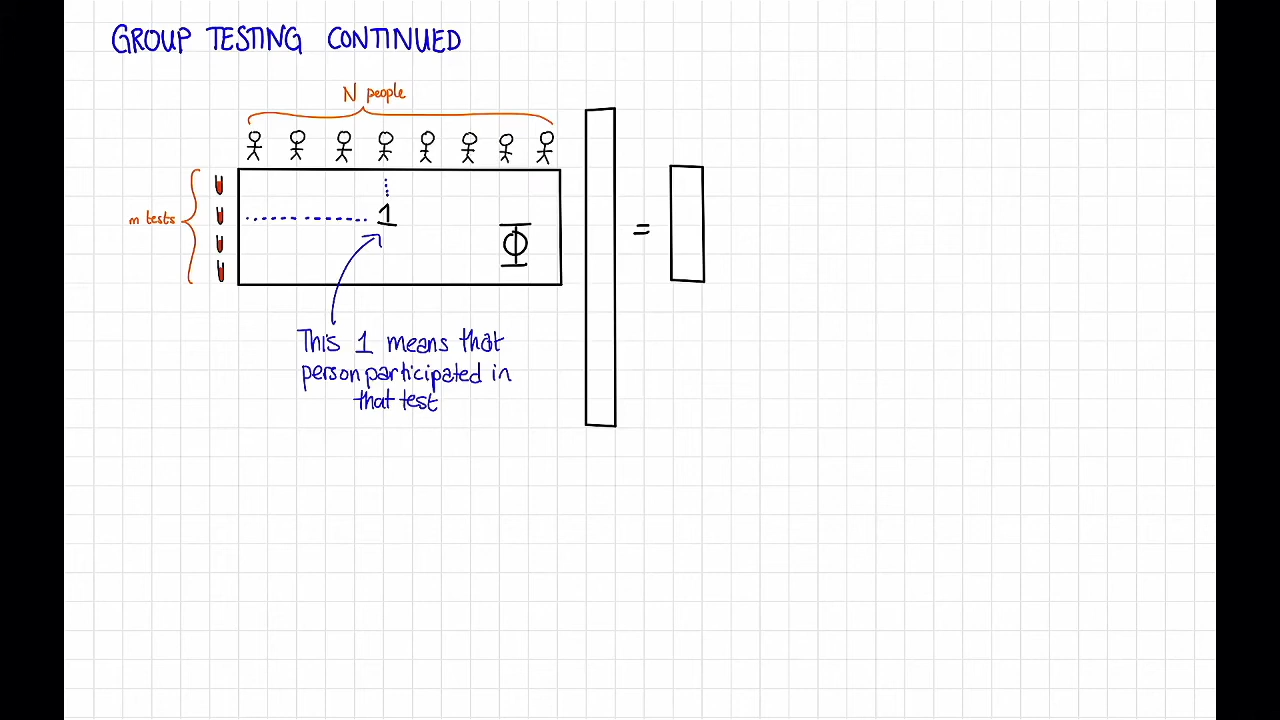 GROUP TESTING CONTINUED
N people
m tests
1
Φ
=
This 1 means that
person participated in
that test